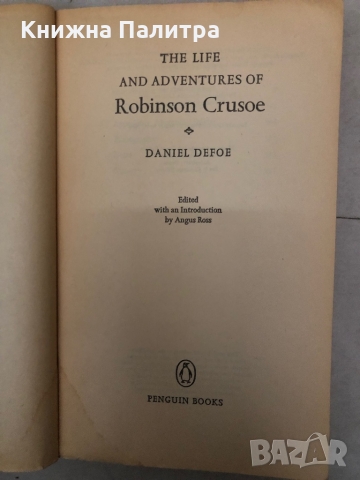 Книжна Палитра
THE LIFE
AND ADVENTURES OF
Robinson Crusoe
DANIEL DEFOE
Edited
with an Introduction
by Angus Ross
PENGUIN BOOKS
BAZAR